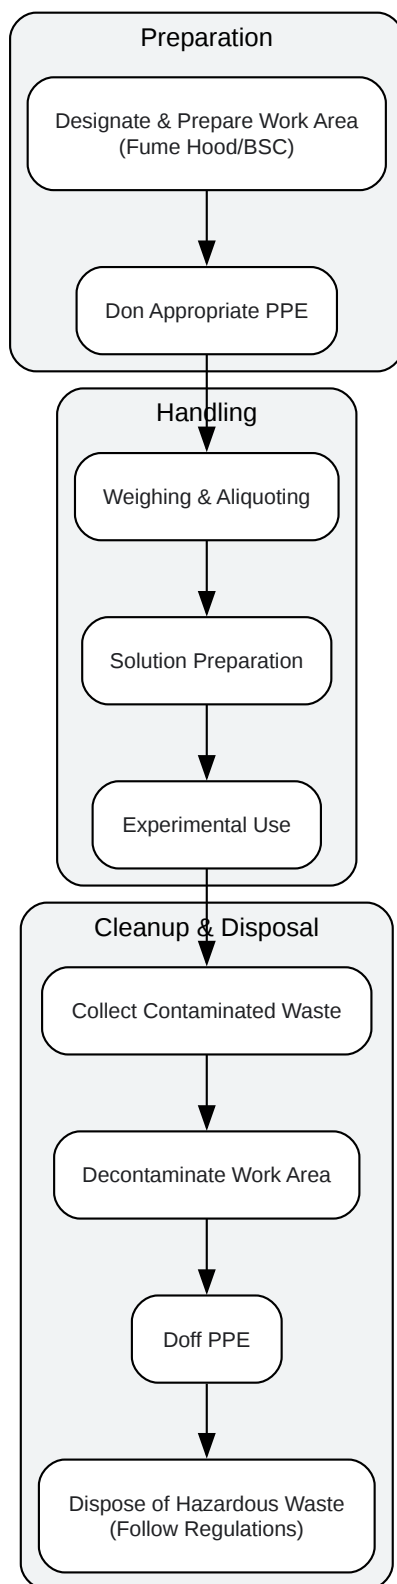 Preparation
Designate & Prepare Work Area
(Fume Hood/BSC)
Don Appropriate PPE
Handling
Weighing & Aliquoting
Solution Preparation
Experimental Use
Cleanup & Disposal
Collect Contaminated Waste
Decontaminate Work Area
Doff PPE
Dispose of Hazardous Waste
(Follow Regulations)